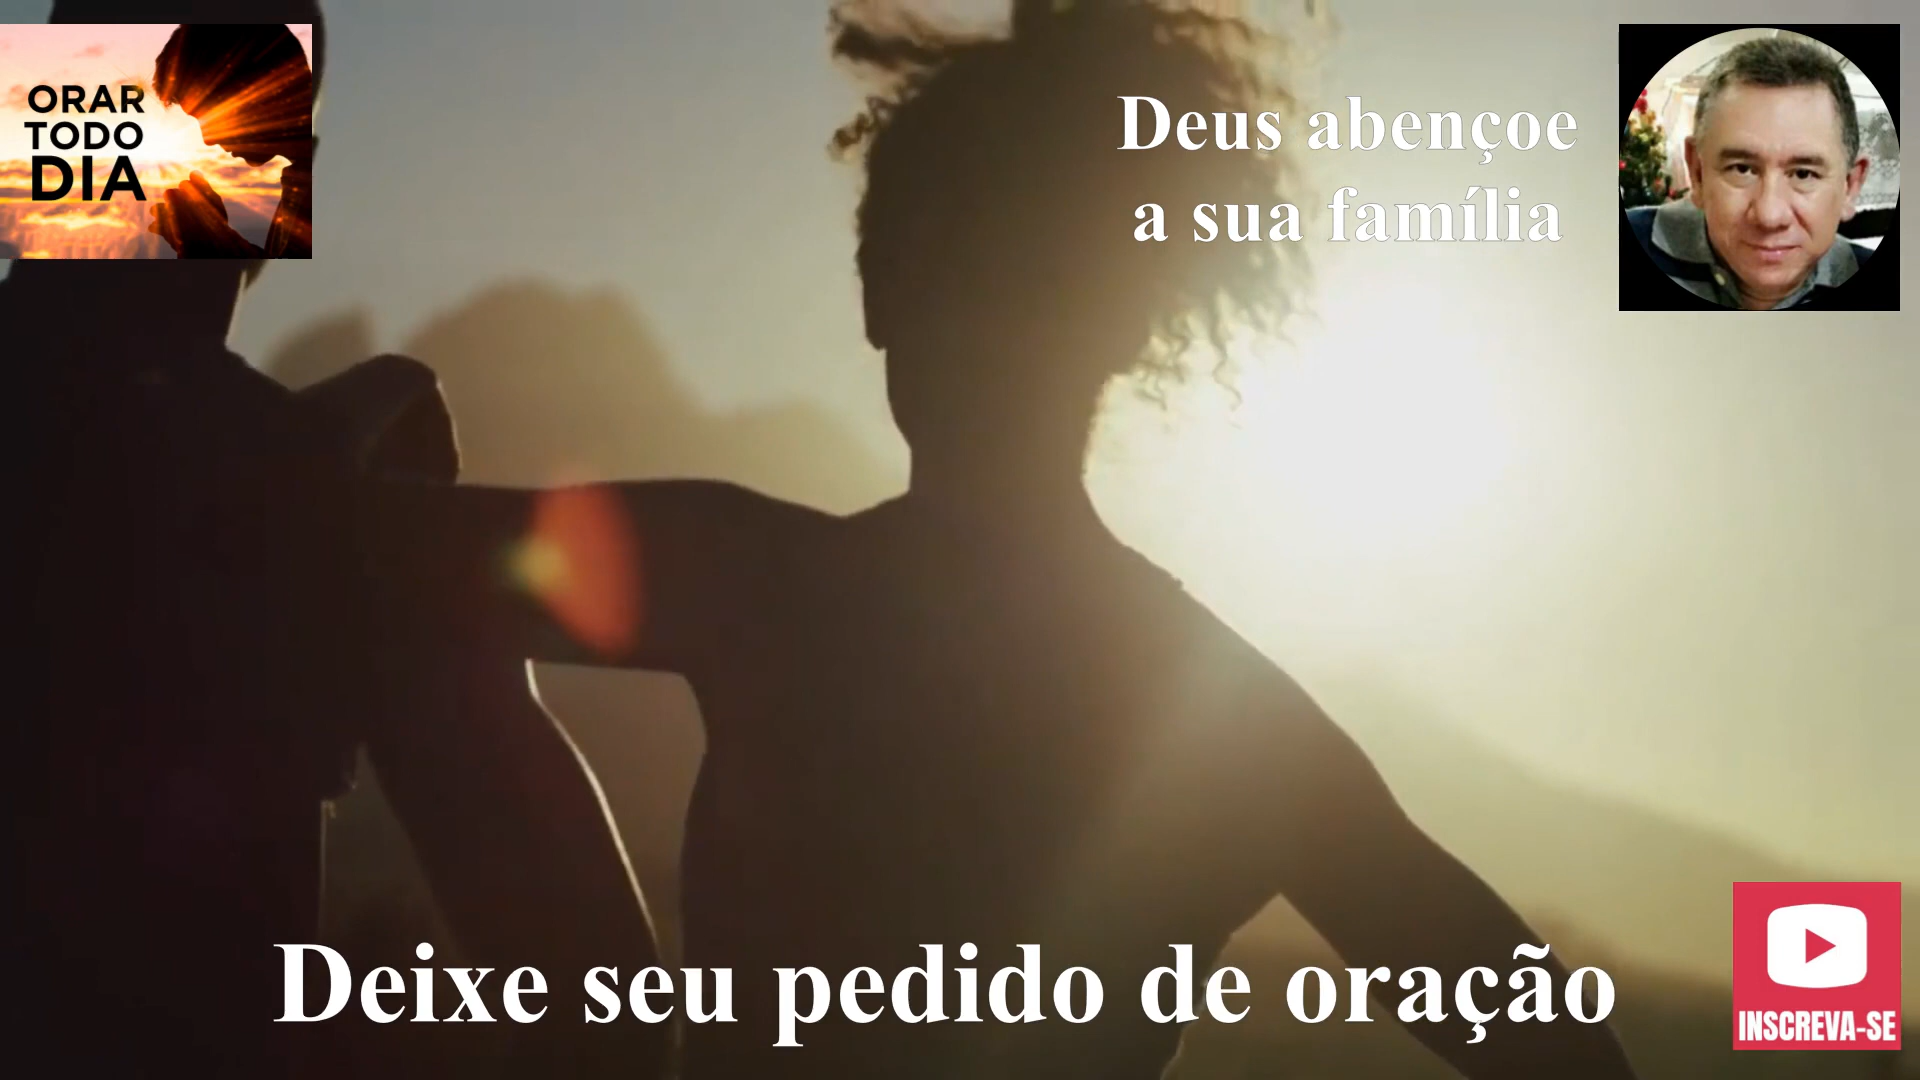 ORAR
TODO
DIA
Deus abençoe
a sua família
Deixe seu pedido de oração
INSCREVA-SE